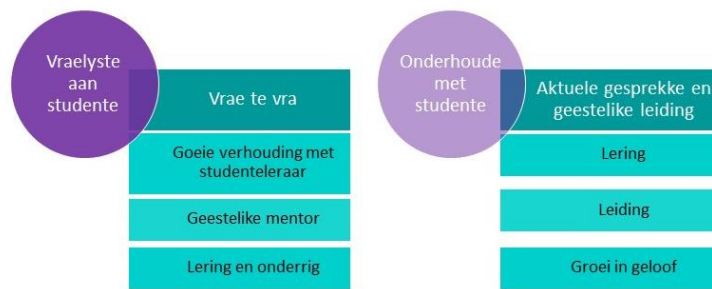 Vraelyste
aan
studente
Vrae te vra
Goeie verhouding met
studenteleraar
Geestelike mentor
Lering en onderrig
Onderhoude
met
studente
Aktuele gesprekke en
geestelike leiding
Lering
Leiding
Groei in geloof